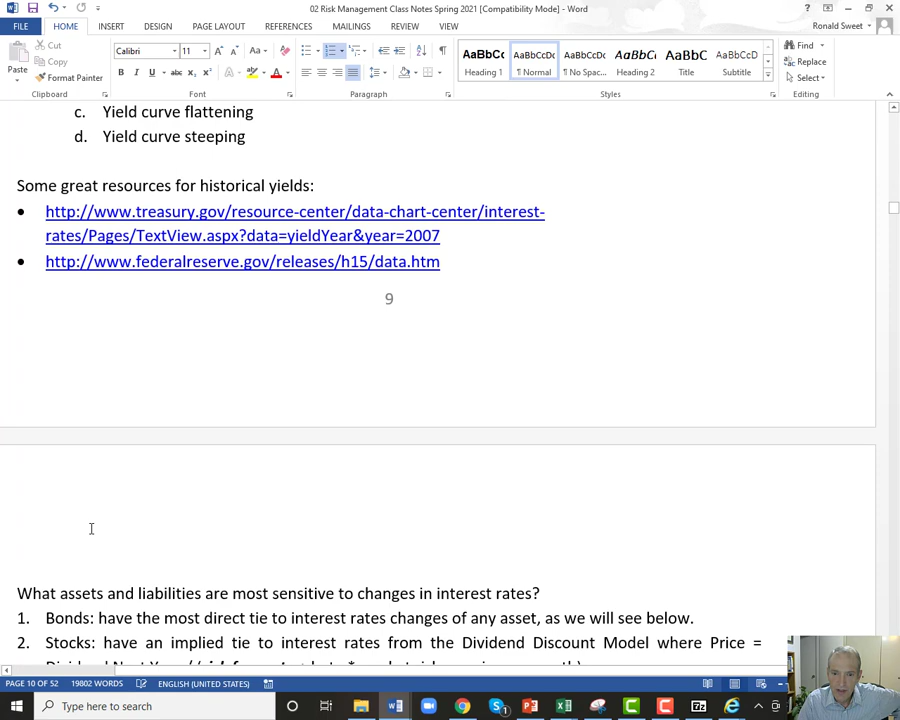 02 Risk Management Class Notes Spring 2021 [Compatibility Mode] - Word
FILE HOME INSERT DESIGN PAGE LAYOUT REFERENCES MAILINGS REVIEW VIEW Ronald Sweet
Paste Cut Copy Format Painter
Calibri 11
AaBbCc AaBbCcDc AaBbCcDc AaBbCcD AaBbC AaBbCcD
Heading 1 ¶ Normal ¶ No Spac... Heading 2 Title Subtitle
Find Replace Select
Clipboard Font Paragraph Styles Editing
c. Yield curve flattening
d. Yield curve steeping
Some great resources for historical yields:
• http://www.treasury.gov/resource-center/data-chart-center/interest-
rates/Pages/TextView.aspx?data=yieldYear&year=2007
• http://www.federalreserve.gov/releases/h15/data.htm
9
What assets and liabilities are most sensitive to changes in interest rates?
1. Bonds: have the most direct tie to interest rates changes of any asset, as we will see below.
2. Stocks: have an implied tie to interest rates from the Dividend Discount Model where Price =
PAGE 10 OF 52 19802 WORDS ENGLISH (UNITED STATES)
Type here to search